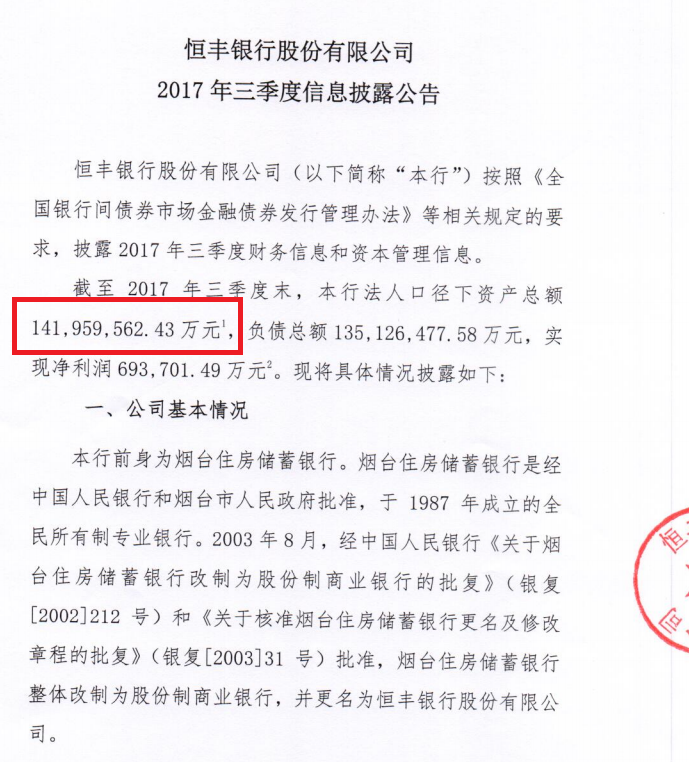 恒丰银行股份有限公司
2017 年三季度信息披露公告
恒丰银行股份有限公司（以下简称“本行”）按照《全
国银行间债券市场金融债券发行管理办法》等相关规定的要
求，披露 2017 年三季度财务信息和资本管理信息。
截至 2017 年三季度末，本行法人口径下资产总额
141,959,562.43 万元¹，负债总额 135,126,477.58 万元，实
现净利润 693,701.49 万元²。现将具体情况披露如下：
一、公司基本情况
本行前身为烟台住房储蓄银行。烟台住房储蓄银行是经
中国人民银行和烟台市人民政府批准，于 1987 年成立的全
民所有制专业银行。2003 年 8 月，经中国人民银行《关于烟
台住房储蓄银行改制为股份制商业银行的批复》（银复
[2002]212 号）和《关于核准烟台住房储蓄银行更名及修改
章程的批复》（银复[2003]31 号）批准，烟台住房储蓄银行
整体改制为股份制商业银行，并更名为恒丰银行股份有限公
司。
恒
司